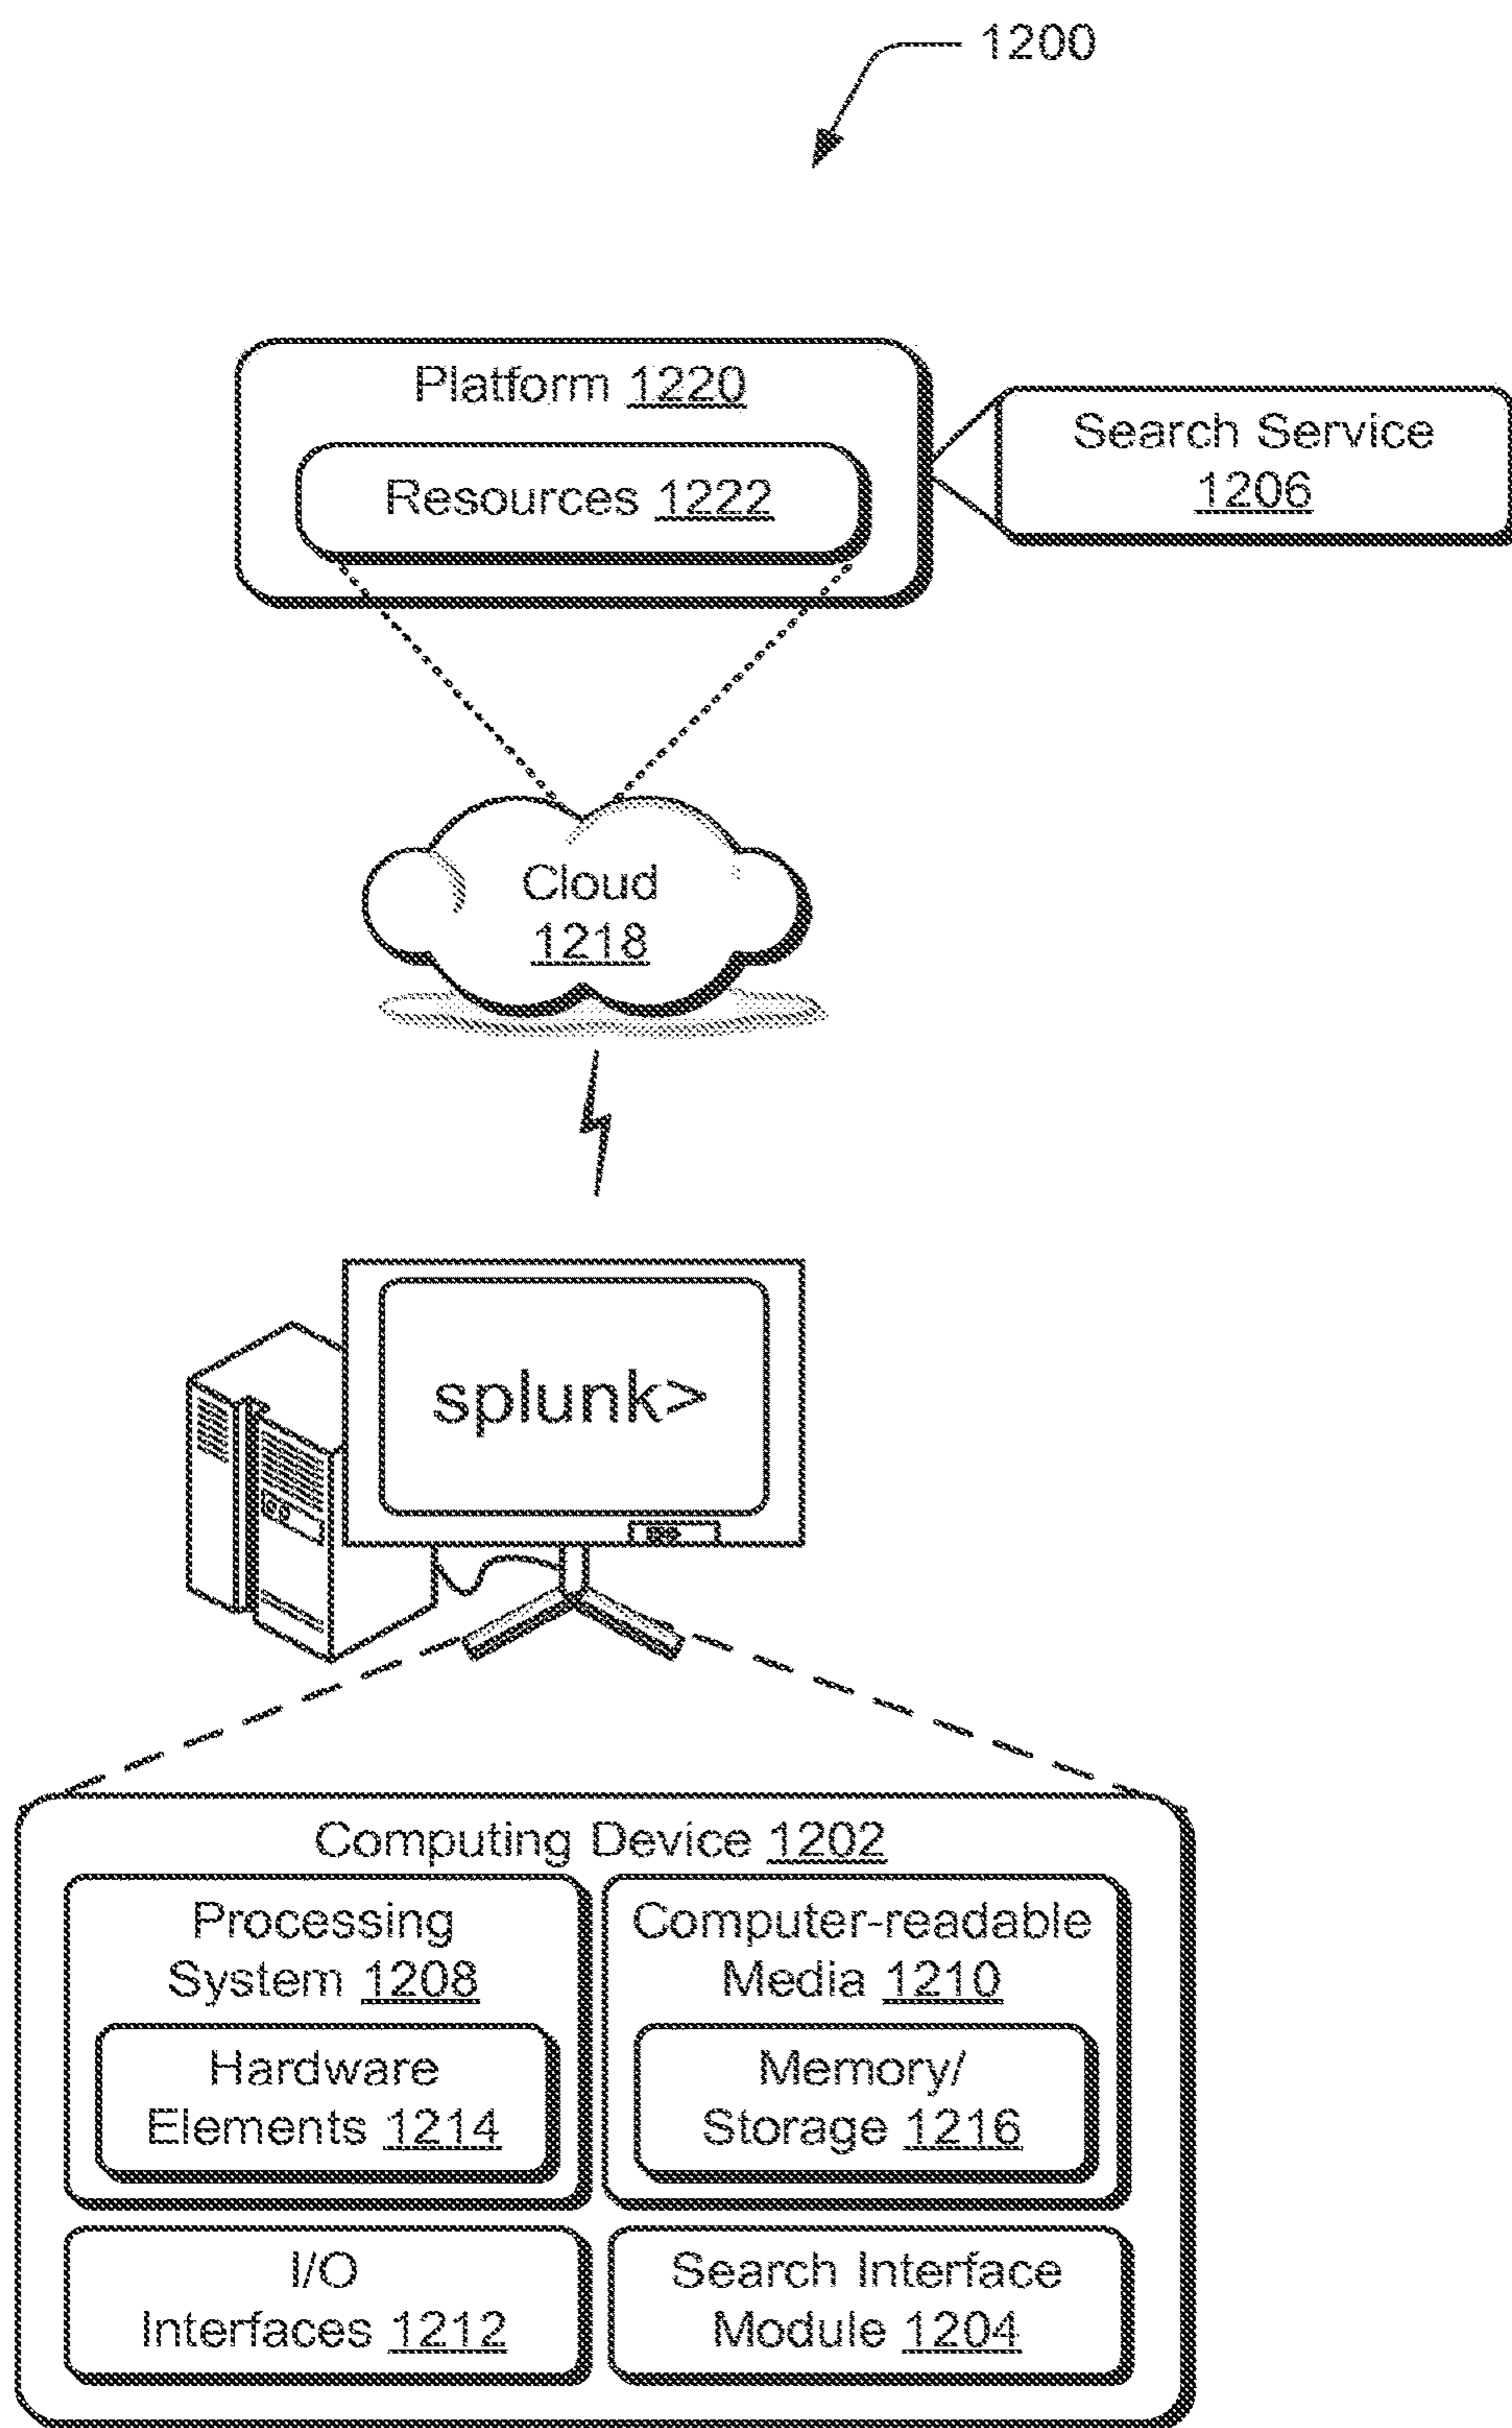 1200
Platform 1220
Resources 1222
Search Service
1206
Cloud
1218
splunk>
Computing Device 1202
Processing
System 1208
Hardware
Elements 1214
Computer-readable
Media 1210
Memory/
Storage 1216
I/O
Interfaces 1212
Search Interface
Module 1204